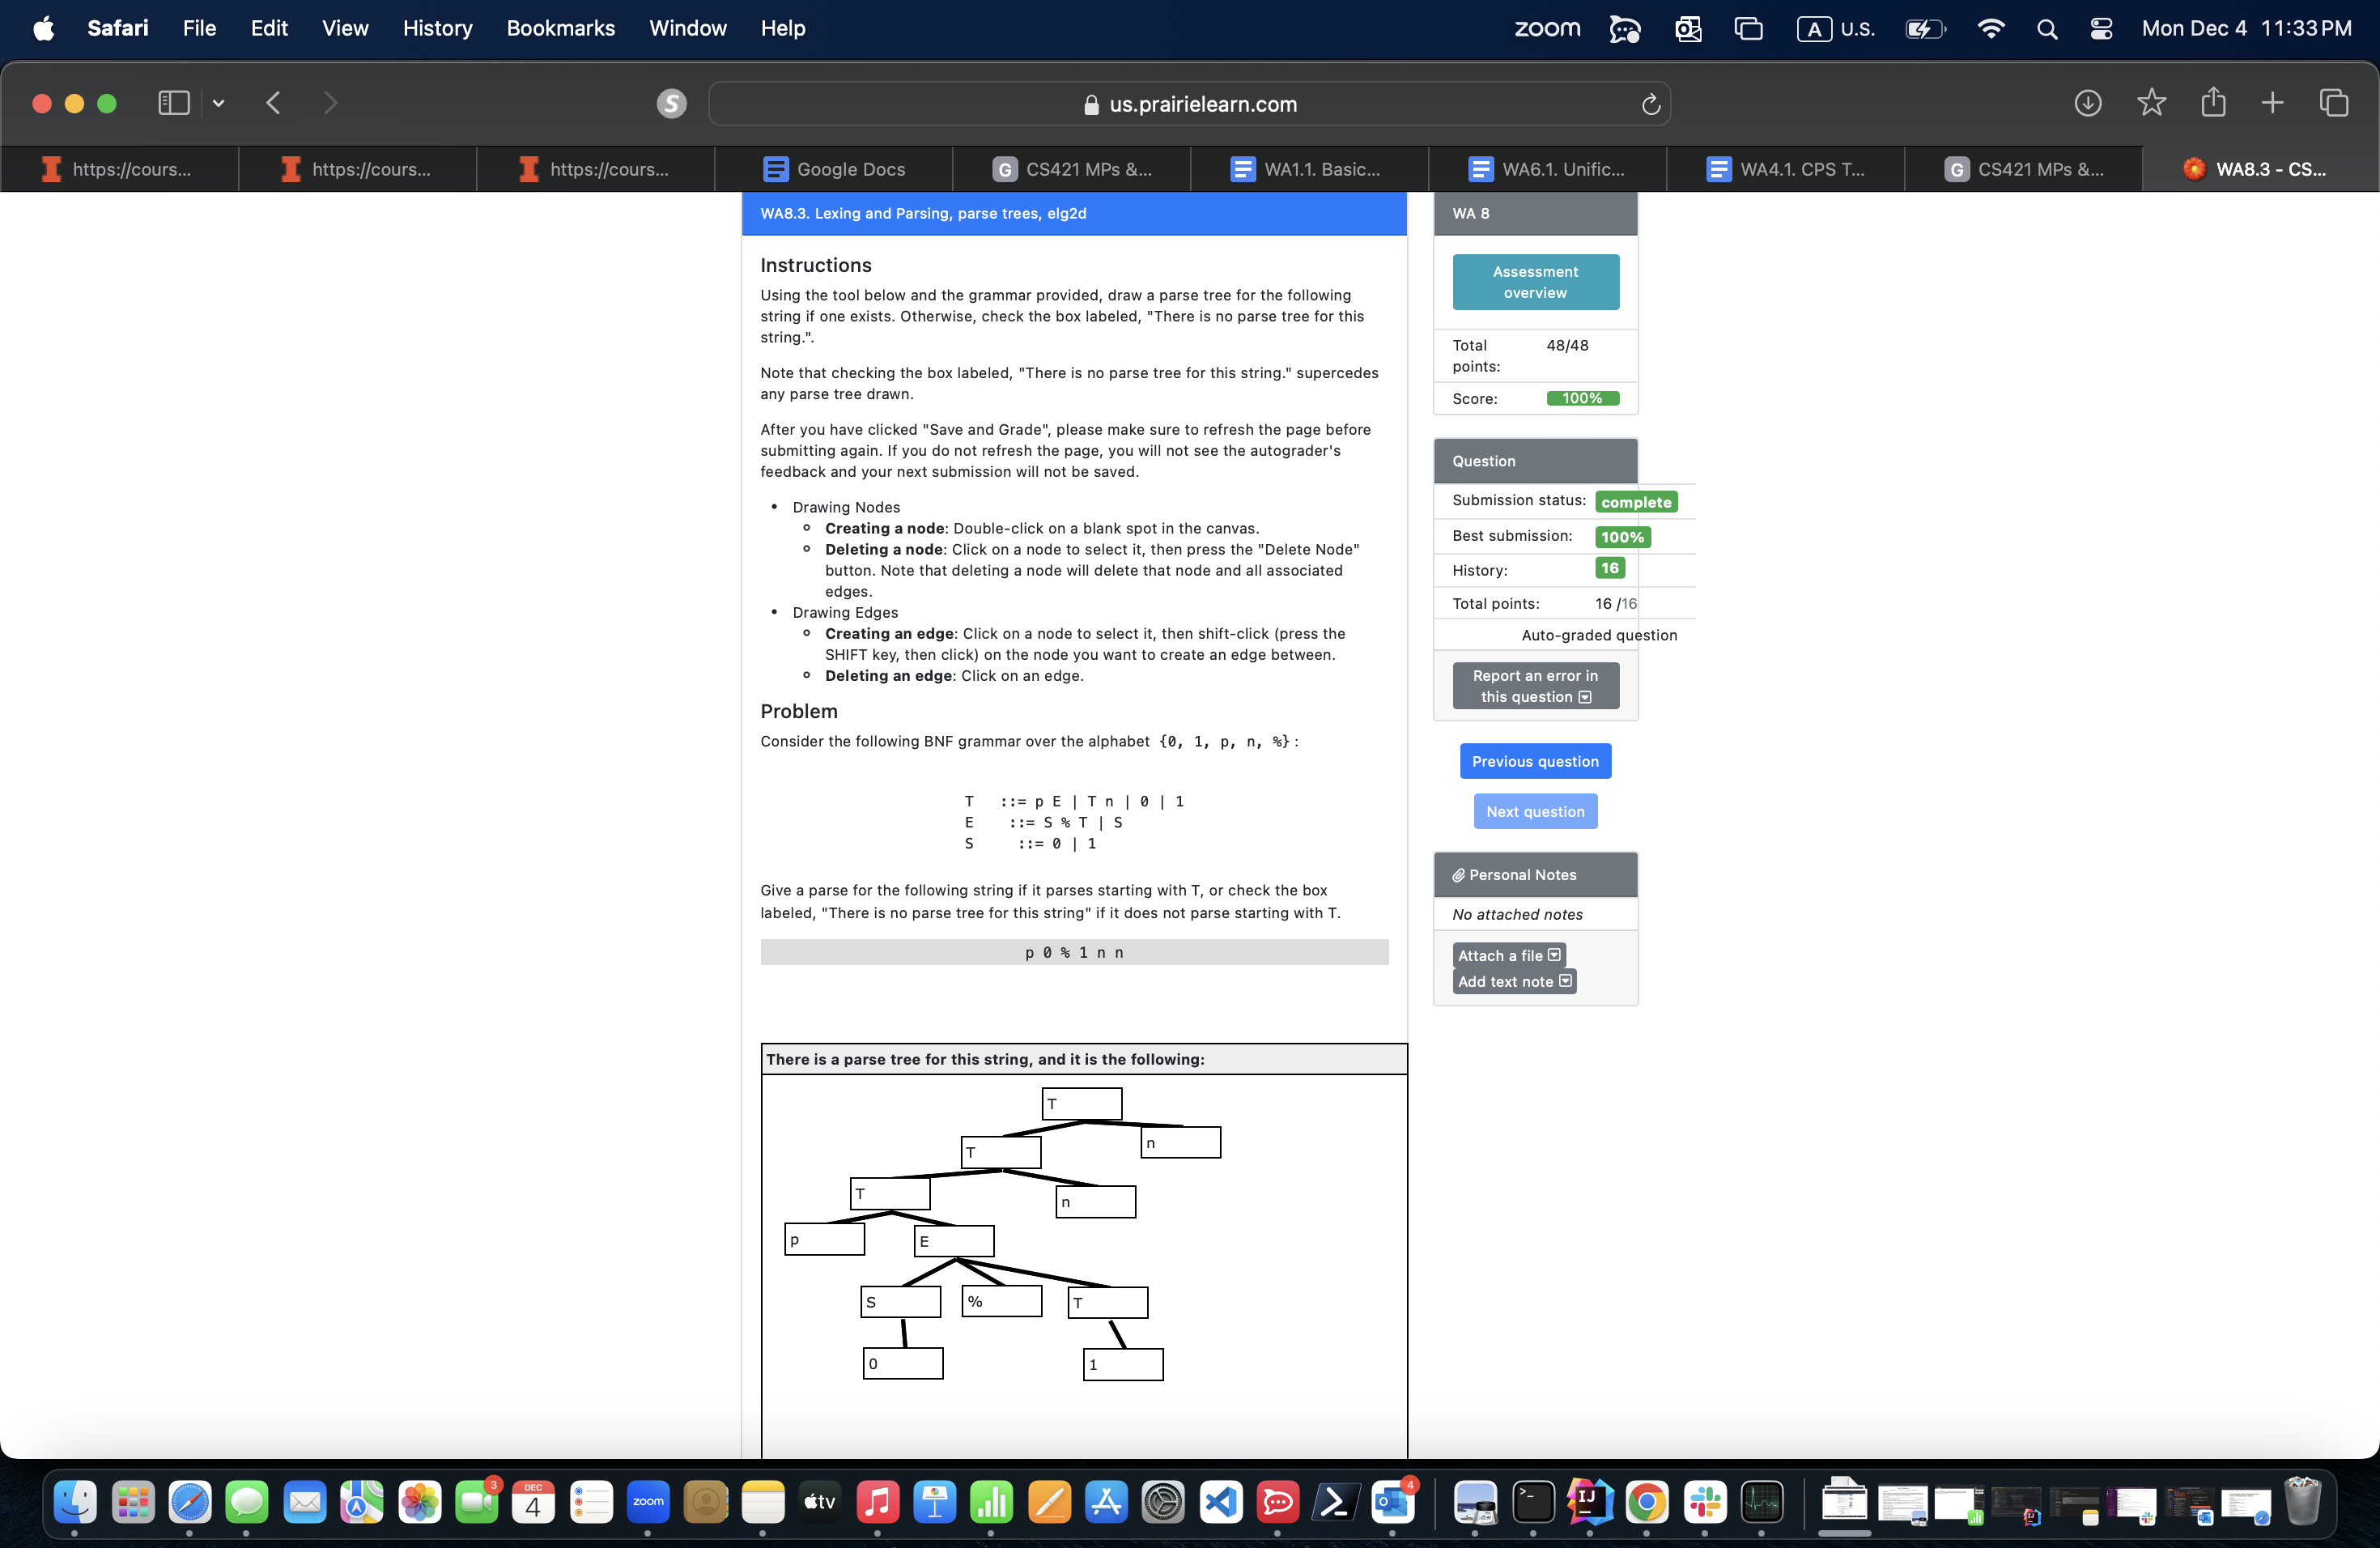 Safari File Edit View History Bookmarks Window Help zoom A U.S. Mon Dec 4 11:33 PM
S us.prairielearn.com
https://cours... https://cours... https://cours... Google Docs G CS421 MPs &... WA1.1. Basic... WA6.1. Unific... WA4.1. CPS T... G CS421 MPs &... WA8.3 - CS...
WA8.3. Lexing and Parsing, parse trees, elg2d
Instructions
Using the tool below and the grammar provided, draw a parse tree for the following
string if one exists. Otherwise, check the box labeled, "There is no parse tree for this
string.".
Note that checking the box labeled, "There is no parse tree for this string." supercedes
any parse tree drawn.
After you have clicked "Save and Grade", please make sure to refresh the page before
submitting again. If you do not refresh the page, you will not see the autograder's
feedback and your next submission will not be saved.
• Drawing Nodes
Creating a node: Double-click on a blank spot in the canvas.
Deleting a node: Click on a node to select it, then press the "Delete Node"
button. Note that deleting a node will delete that node and all associated
edges.
• Drawing Edges
Creating an edge: Click on a node to select it, then shift-click (press the
SHIFT key, then click) on the node you want to create an edge between.
Deleting an edge: Click on an edge.
Problem
Consider the following BNF grammar over the alphabet {0, 1, p, n, %}:
T ::= p E | T n | 0 | 1
E ::= S % T | S
S ::= 0 | 1
Give a parse for the following string if it parses starting with T, or check the box
labeled, "There is no parse tree for this string" if it does not parse starting with T.
p 0 % 1 n n
There is a parse tree for this string, and it is the following:
T
T n
T n
p E
S % T
0 1
WA 8
Assessment
overview
Total
points: 48/48
Score: 100%
Question
Submission status: complete
Best submission: 100%
History: 16
Total points: 16 /16
Auto-graded question
Report an error in
this question
Previous question
Next question
Personal Notes
No attached notes
Attach a file
Add text note
3 DEC 4 zoom tv 4 >_ IJ